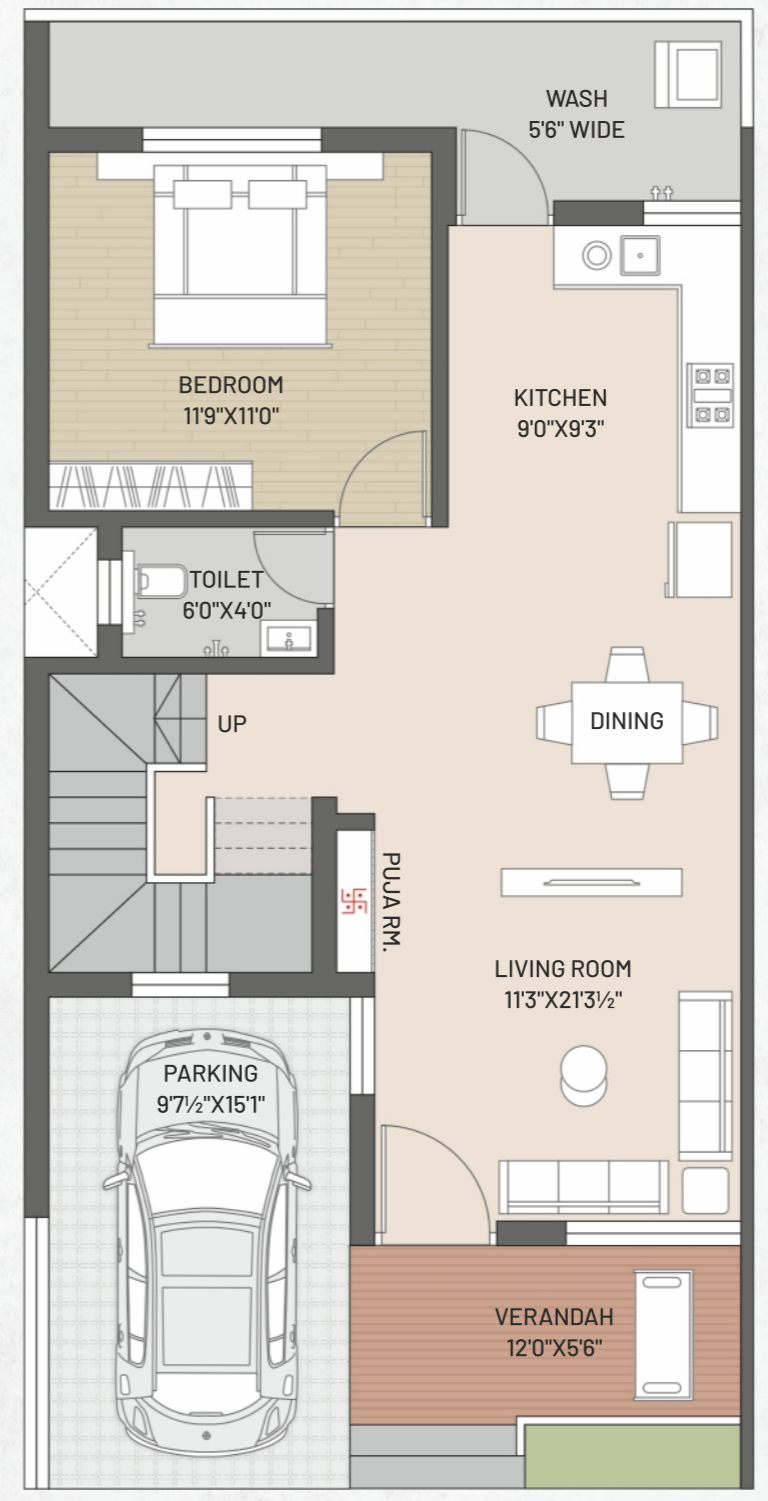 WASH
5'6" WIDE
BEDROOM
11'9"X11'0"
KITCHEN
9'0"X9'3"
TOILET
6'0"X4'0"
UP
DINING
PUJA RM.
LIVING ROOM
11'3"X21'3½"
PARKING
9'7½"X15'1"
VERANDAH
12'0"X5'6"